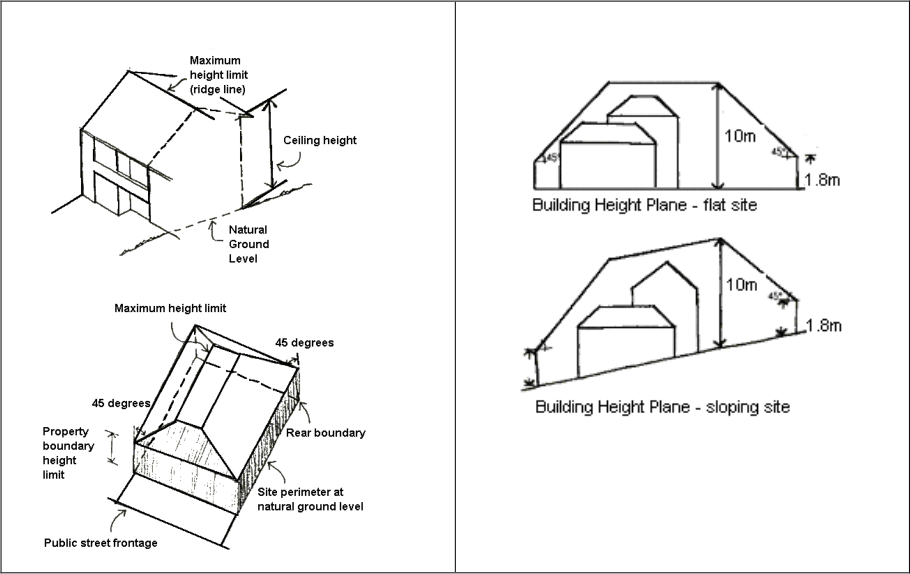 Maximum
height limit
(ridge line)
Ceiling height
Natural
Ground
Level
Maximum height limit
45 degrees
45 degrees
Rear boundary
Property
boundary
height
limit
Site perimeter at
natural ground level
Public street frontage
10m
45°
45°
1.8m
Building Height Plane - flat site
10m
45°
1.8m
Building Height Plane - sloping site